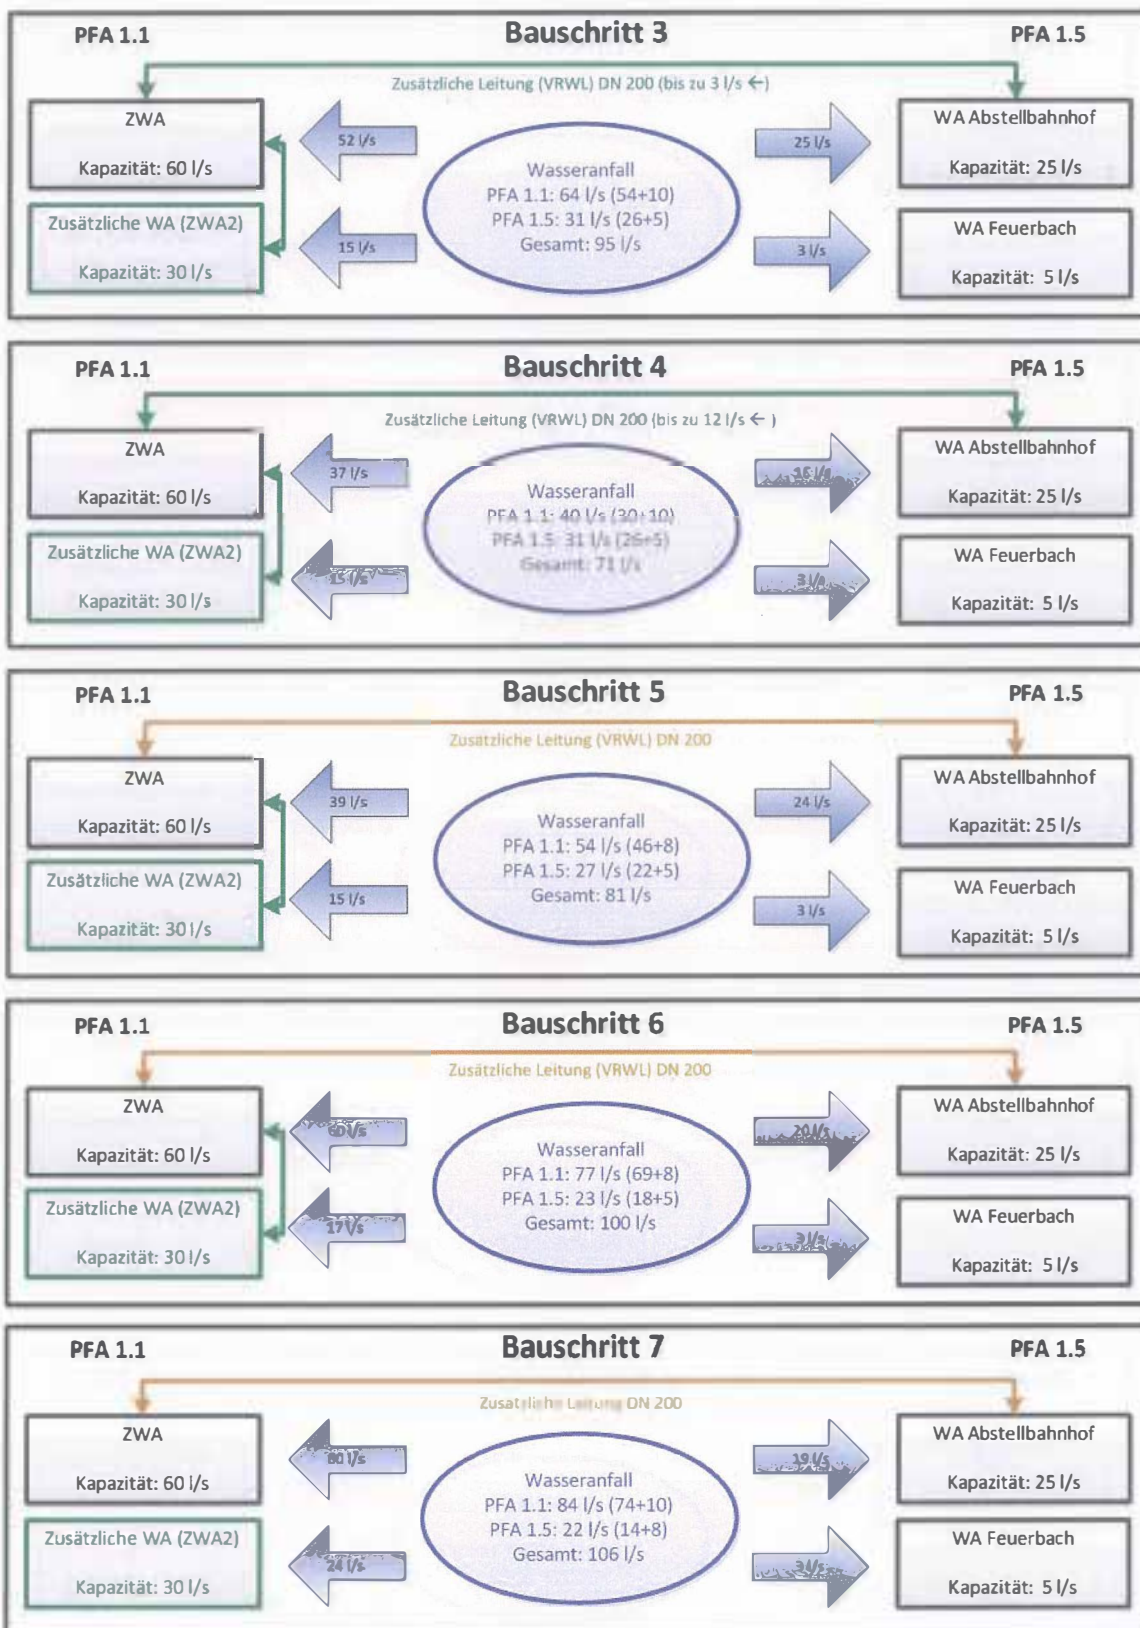 PFA 1.1
Bauschritt 3
PFA 1.5
Zusätzliche Leitung (VRWL) DN 200 (bis zu 3 l/s ←)
ZWA
Kapazität: 60 l/s
Zusätzliche WA (ZWA2)
Kapazität: 30 l/s
52 l/s
15 l/s
Wasseranfall
PFA 1.1: 64 l/s (54+10)
PFA 1.5: 31 l/s (26+5)
Gesamt: 95 l/s
25 l/s
3 l/s
WA Abstellbahnhof
Kapazität: 25 l/s
WA Feuerbach
Kapazität: 5 l/s
PFA 1.1
Bauschritt 4
PFA 1.5
Zusätzliche Leitung (VRWL) DN 200 (bis zu 12 l/s ← )
ZWA
Kapazität: 60 l/s
Zusätzliche WA (ZWA2)
Kapazität: 30 l/s
37 l/s
15 l/s
Wasseranfall
PFA 1.1: 40 l/s (30+10)
PFA 1.5: 31 l/s (26+5)
Gesamt: 71 l/s
16 l/s
3 l/s
WA Abstellbahnhof
Kapazität: 25 l/s
WA Feuerbach
Kapazität: 5 l/s
PFA 1.1
Bauschritt 5
PFA 1.5
Zusätzliche Leitung (VRWL) DN 200
ZWA
Kapazität: 60 l/s
Zusätzliche WA (ZWA2)
Kapazität: 30 l/s
39 l/s
15 l/s
Wasseranfall
PFA 1.1: 54 l/s (46+8)
PFA 1.5: 27 l/s (22+5)
Gesamt: 81 l/s
24 l/s
3 l/s
WA Abstellbahnhof
Kapazität: 25 l/s
WA Feuerbach
Kapazität: 5 l/s
PFA 1.1
Bauschritt 6
PFA 1.5
Zusätzliche Leitung (VRWL) DN 200
ZWA
Kapazität: 60 l/s
Zusätzliche WA (ZWA2)
Kapazität: 30 l/s
60 l/s
17 l/s
Wasseranfall
PFA 1.1: 77 l/s (69+8)
PFA 1.5: 23 l/s (18+5)
Gesamt: 100 l/s
20 l/s
3 l/s
WA Abstellbahnhof
Kapazität: 25 l/s
WA Feuerbach
Kapazität: 5 l/s
PFA 1.1
Bauschritt 7
PFA 1.5
Zusätzliche Leitung DN 200
ZWA
Kapazität: 60 l/s
Zusätzliche WA (ZWA2)
Kapazität: 30 l/s
l/s
24 l/s
Wasseranfall
PFA 1.1: 84 l/s (74+10)
PFA 1.5: 22 l/s (14+8)
Gesamt: 106 l/s
19 l/s
3 l/s
WA Abstellbahnhof
Kapazität: 25 l/s
WA Feuerbach
Kapazität: 5 l/s